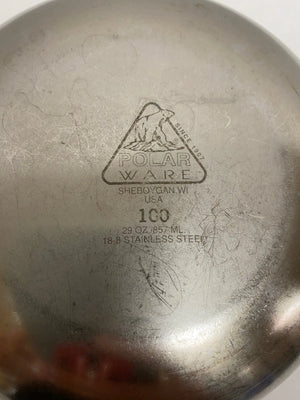 SINCE 1907
POLAR
WARE
SHEBOYGAN WI
USA
100
29 OZ. 857 ML.
18 8 STAINLESS STEEL